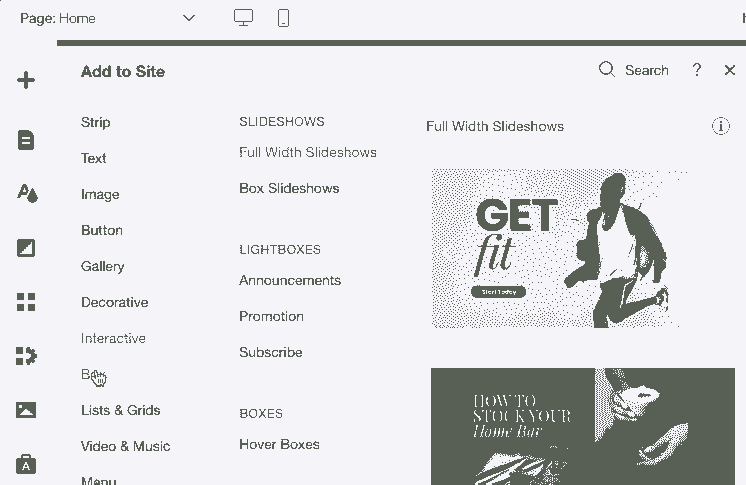 Page: Home
Add to Site
Search
?
Strip
Text
Image
Button
Gallery
Decorative
Interactive
Lists & Grids
Video & Music
Menu
SLIDESHOWS
Full Width Slideshows
Box Slideshows
LIGHTBOXES
Announcements
Promotion
Subscribe
BOXES
Hover Boxes
Full Width Slideshows
GET
fit
Start Today
HOW TO
STOCK YOUR
Home Bar
A
A